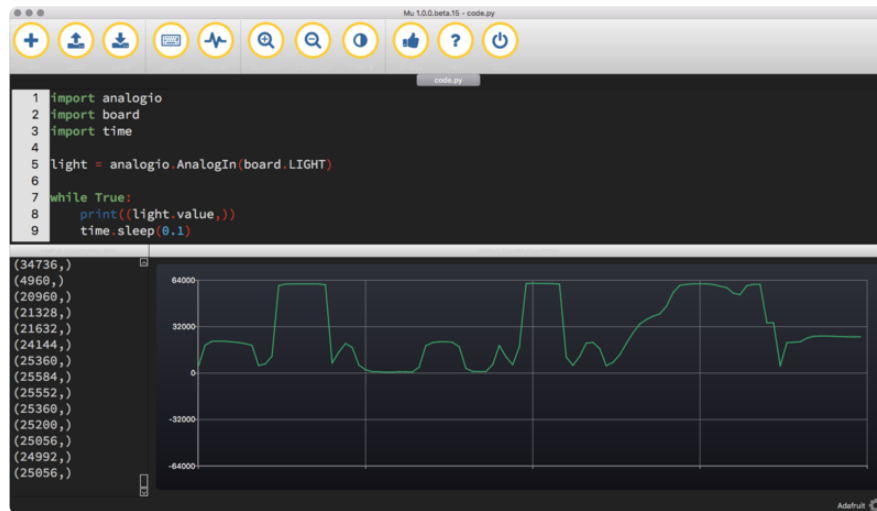 Mu 1.0.0.beta.15 - code.py
code.py
1 import analogio
2 import board
3 import time
4
5 light = analogio.AnalogIn(board.LIGHT)
6
7 while True:
8     print((light.value,))
9     time.sleep(0.1)
(34736,)
(4960,)
(20960,)
(21328,)
(21632,)
(24144,)
(25360,)
(25584,)
(25552,)
(25360,)
(25200,)
(25056,)
(24992,)
(25056,)
64000
32000
0
-32000
-64000
Adafruit